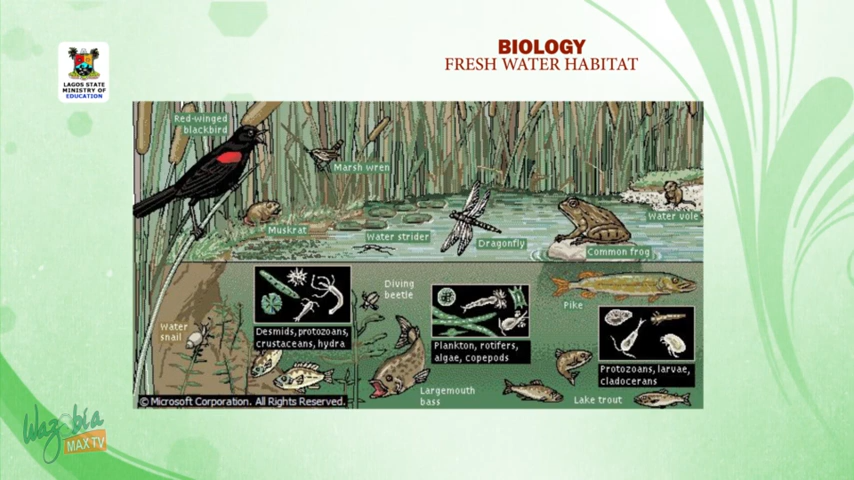 BIOLOGY
FRESH WATER HABITAT
LAGOS STATE
MINISTRY OF
EDUCATION
Red-winged
blackbird
Marsh wren
Muskrat
Water strider
Dragonfly
Common frog
Water vole
Water
snail
Desmids, protozoans,
crustaceans, hydra
Diving
beetle
Plankton, rotifers,
algae, copepods
Pike
Protozoans, larvae,
cladocerans
Largemouth
bass
Lake trout
© Microsoft Corporation. All Rights Reserved.
Wazobia
MAX TV